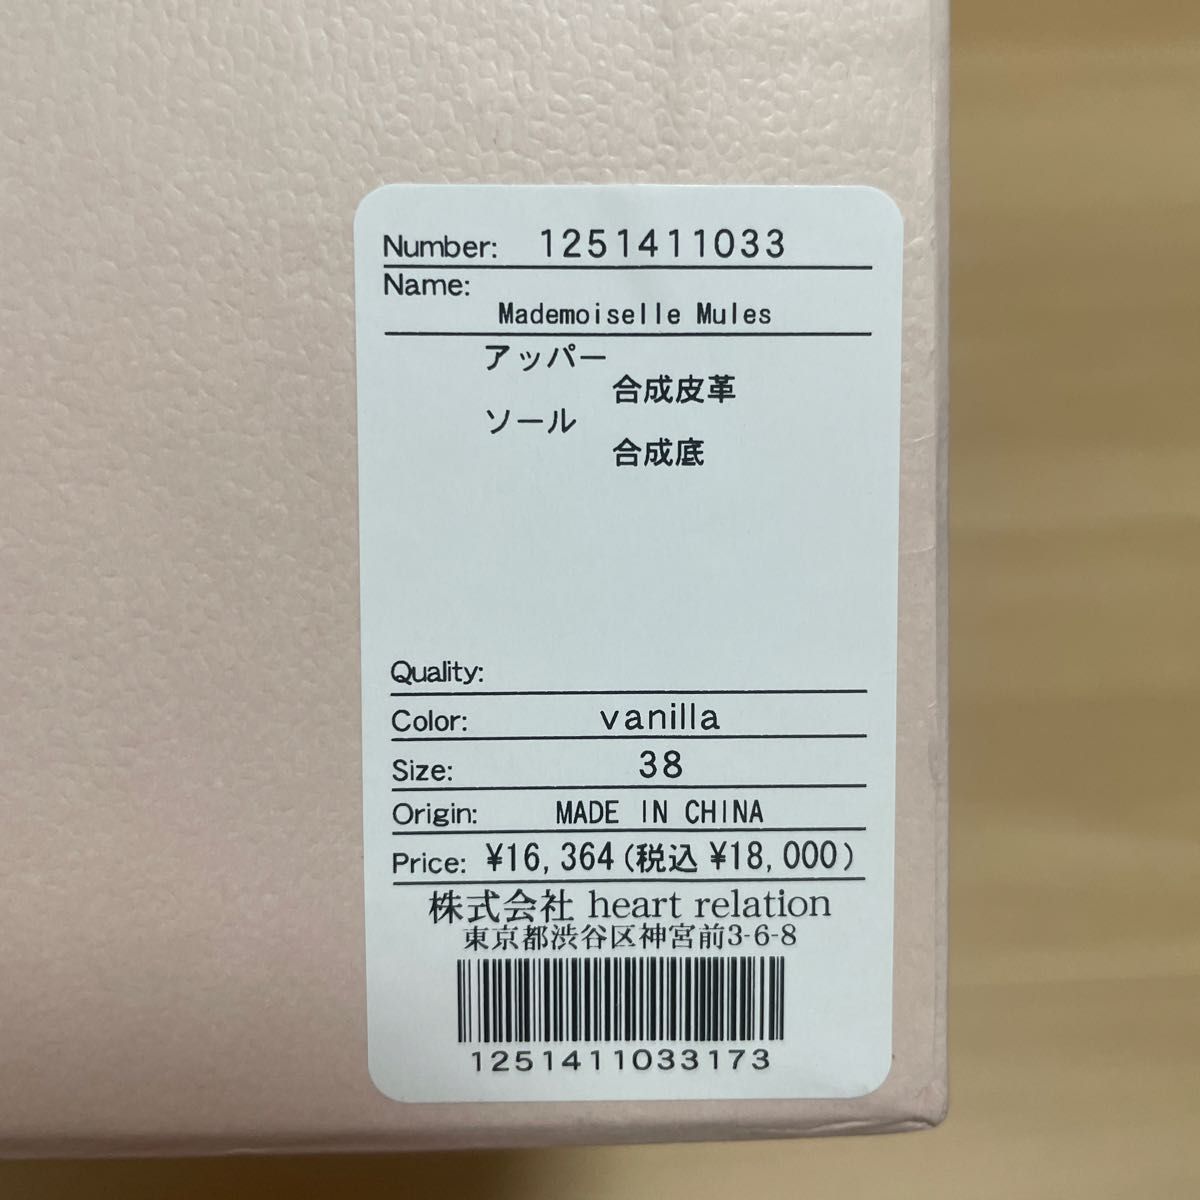 Number: 1251411033
Name:
Mademoiselle Mules
アッパー
合成皮革
ソール
合成底
Quality:
Color: vanilla
Size: 38
Origin: MADE IN CHINA
Price: ¥16,364(税込 ¥18,000)
株式会社 heart relation
東京都渋谷区神宮前3-6-8
1251411033173